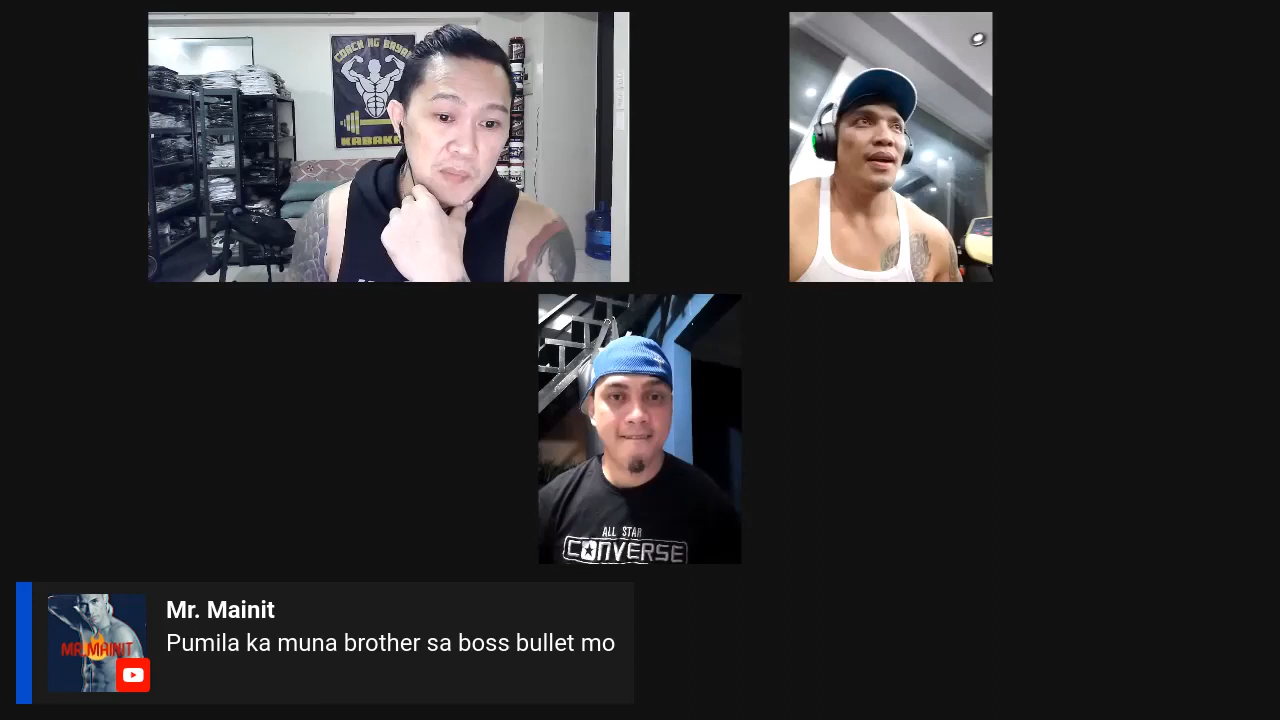 COACH NG BAYAN
KABAKA
ALL STAR
CONVERSE
MR.MAINIT
Mr. Mainit
Pumila ka muna brother sa boss bullet mo